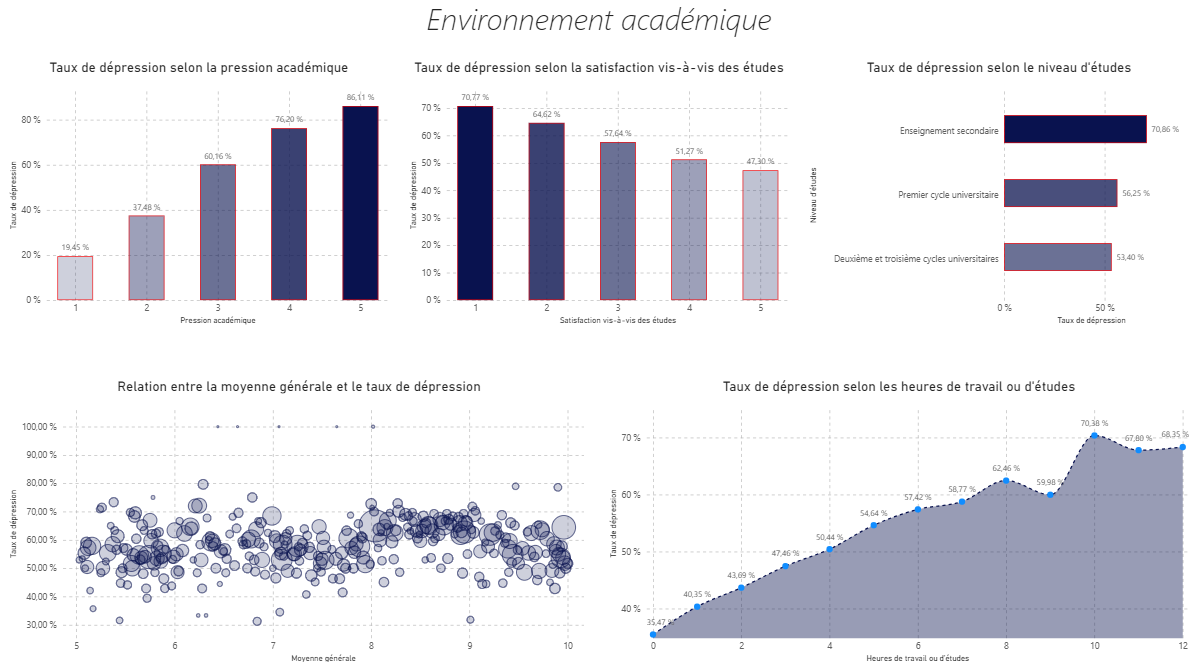 Environnement académique
Taux de dépression selon la pression académique
Taux de dépression
80 %
60 %
40 %
20 %
0 %
19,45 %
37,48 %
60,16 %
76,20 %
86,11 %
1 2 3 4 5
Pression académique
Taux de dépression selon la satisfaction vis-à-vis des études
Taux de dépression
70 %
60 %
50 %
40 %
30 %
20 %
10 %
0 %
70,77 %
64,62 %
57,64 %
51,27 %
47,30 %
1 2 3 4 5
Satisfaction vis-à-vis des études
Taux de dépression selon le niveau d'études
Niveau d'études
Enseignement secondaire 70,86 %
Premier cycle universitaire 56,25 %
Deuxième et troisième cycles universitaires 53,40 %
0 % 50 %
Taux de dépression
Relation entre la moyenne générale et le taux de dépression
Taux de dépression
100,00 %
90,00 %
80,00 %
70,00 %
60,00 %
50,00 %
40,00 %
30,00 %
5 6 7 8 9 10
Moyenne générale
Taux de dépression selon les heures de travail ou d'études
Taux de dépression
70 %
60 %
50 %
40 %
35,47 %
40,35 %
43,69 %
47,46 %
50,44 %
54,64 %
57,42 %
58,77 %
62,46 %
59,98 %
70,38 %
67,80 %
68,35 %
0 2 4 6 8 10 12
Heures de travail ou d'études